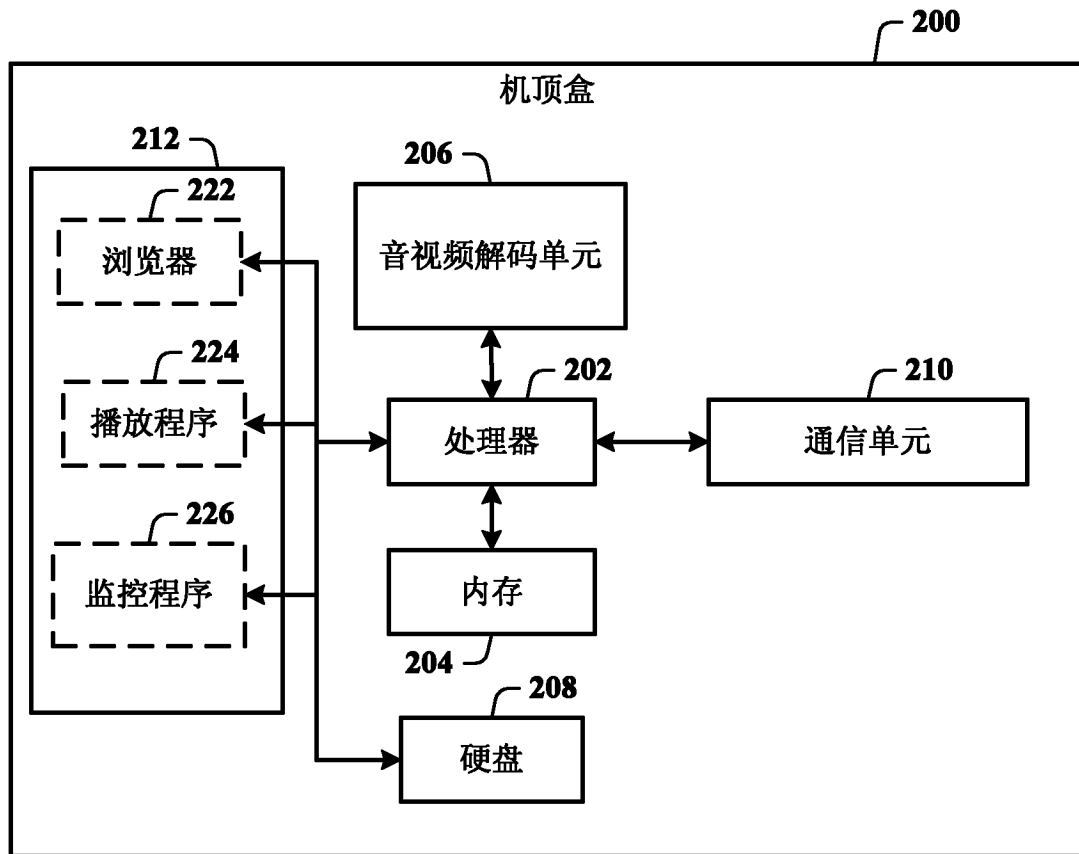 200
机顶盒
212
206
222
浏览器
音视频解码单元
224
202
210
播放程序
处理器
通信单元
226
监控程序
内存
204
208
硬盘